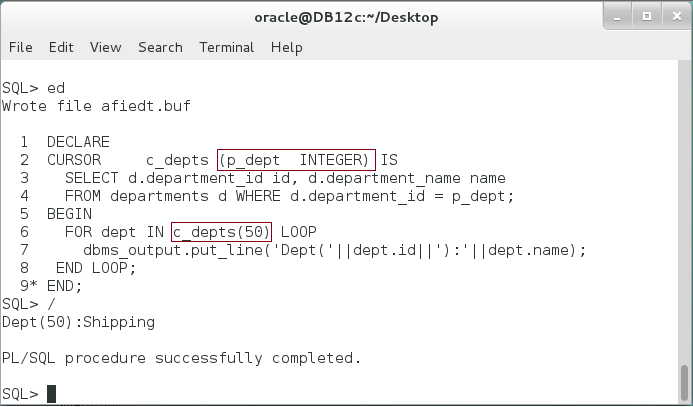 oracle@DB12c:~/Desktop
File Edit View Search Terminal Help
SQL> ed
Wrote file afiedt.buf
1 DECLARE
2 CURSOR c_depts (p_dept INTEGER) IS
3 SELECT d.department_id id, d.department_name name
4 FROM departments d WHERE d.department_id = p_dept;
5 BEGIN
6 FOR dept IN c_depts(50) LOOP
7 dbms_output.put_line('Dept('||dept.id||'):'||dept.name);
8 END LOOP;
9* END;
SQL> /
Dept(50):Shipping
PL/SQL procedure successfully completed.
SQL>